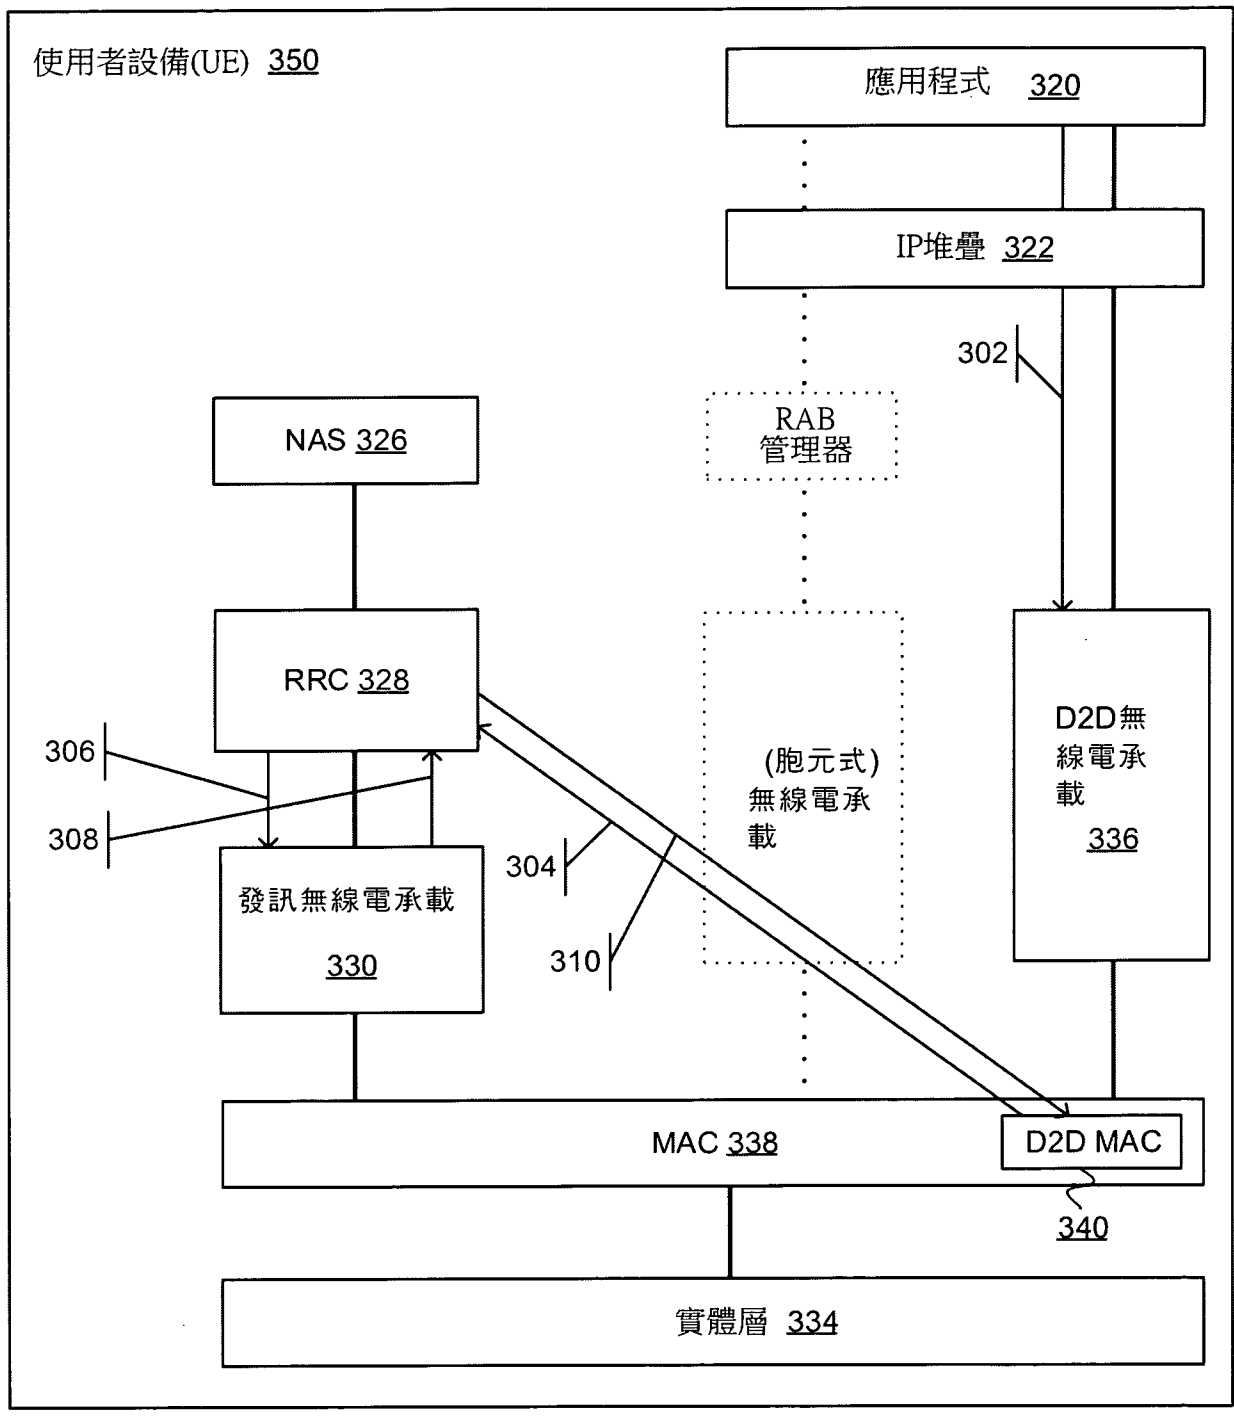 使用者設備(UE) 350
應用程式 320
IP堆疊 322
302
RAB
管理器
NAS 326
RRC 328
306
308
304
310
(胞元式)
無線電承
載
D2D無
線電承
載
336
發訊無線電承載
330
MAC 338
D2D MAC
340
實體層 334